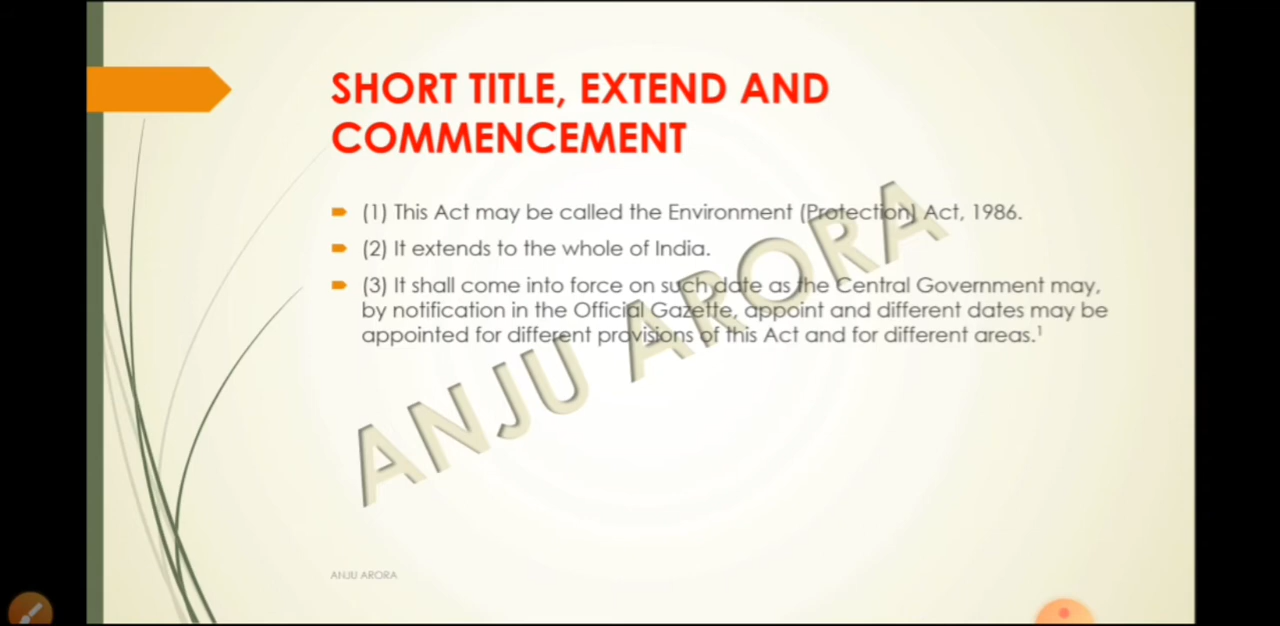 SHORT TITLE, EXTEND AND
COMMENCEMENT
(1) This Act may be called the Environment (Protection) Act, 1986.
(2) It extends to the whole of India.
(3) It shall come into force on such date as the Central Government may,
by notification in the Official Gazette, appoint and different dates may be
appointed for different provisions of this Act and for different areas.¹
ANJU ARORA
ANJU ARORA